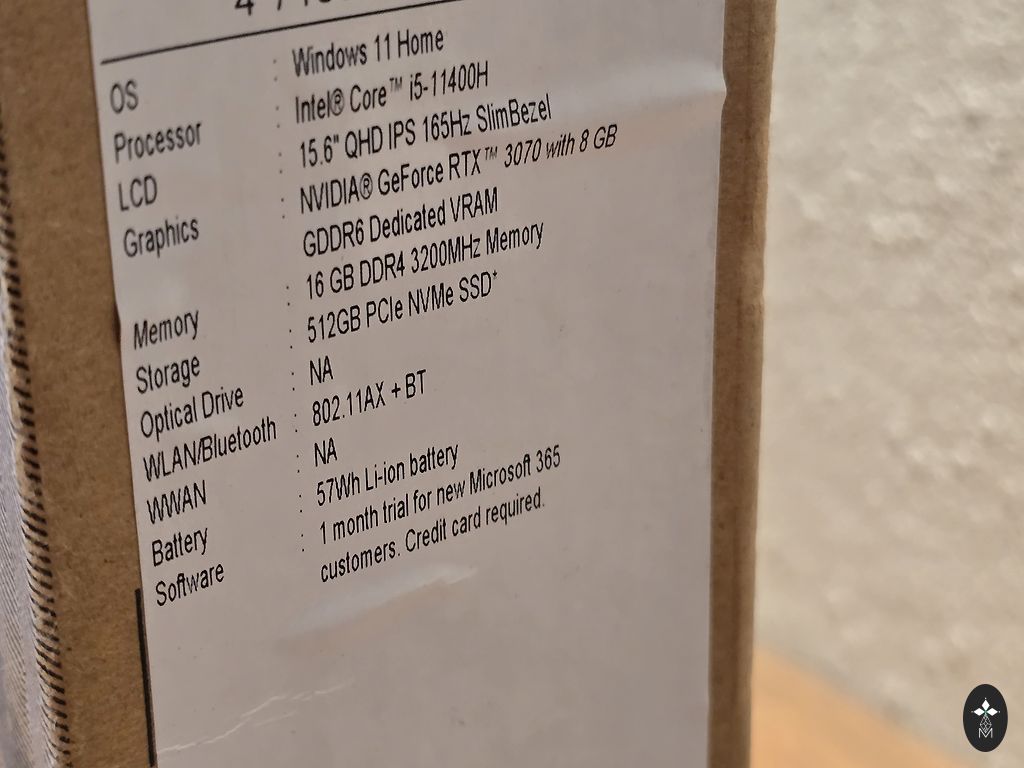 OS : Windows 11 Home
Processor : Intel® Core™ i5-11400H
LCD : 15.6" QHD IPS 165Hz SlimBezel
Graphics : NVIDIA® GeForce RTX™ 3070 with 8 GB
GDDR6 Dedicated VRAM
Memory : 16 GB DDR4 3200MHz Memory
Storage : 512GB PCIe NVMe SSD*
Optical Drive : NA
WLAN/Bluetooth : 802.11AX + BT
WWAN : NA
Battery : 57Wh Li-ion battery
Software : 1 month trial for new Microsoft 365
customers. Credit card required.
M